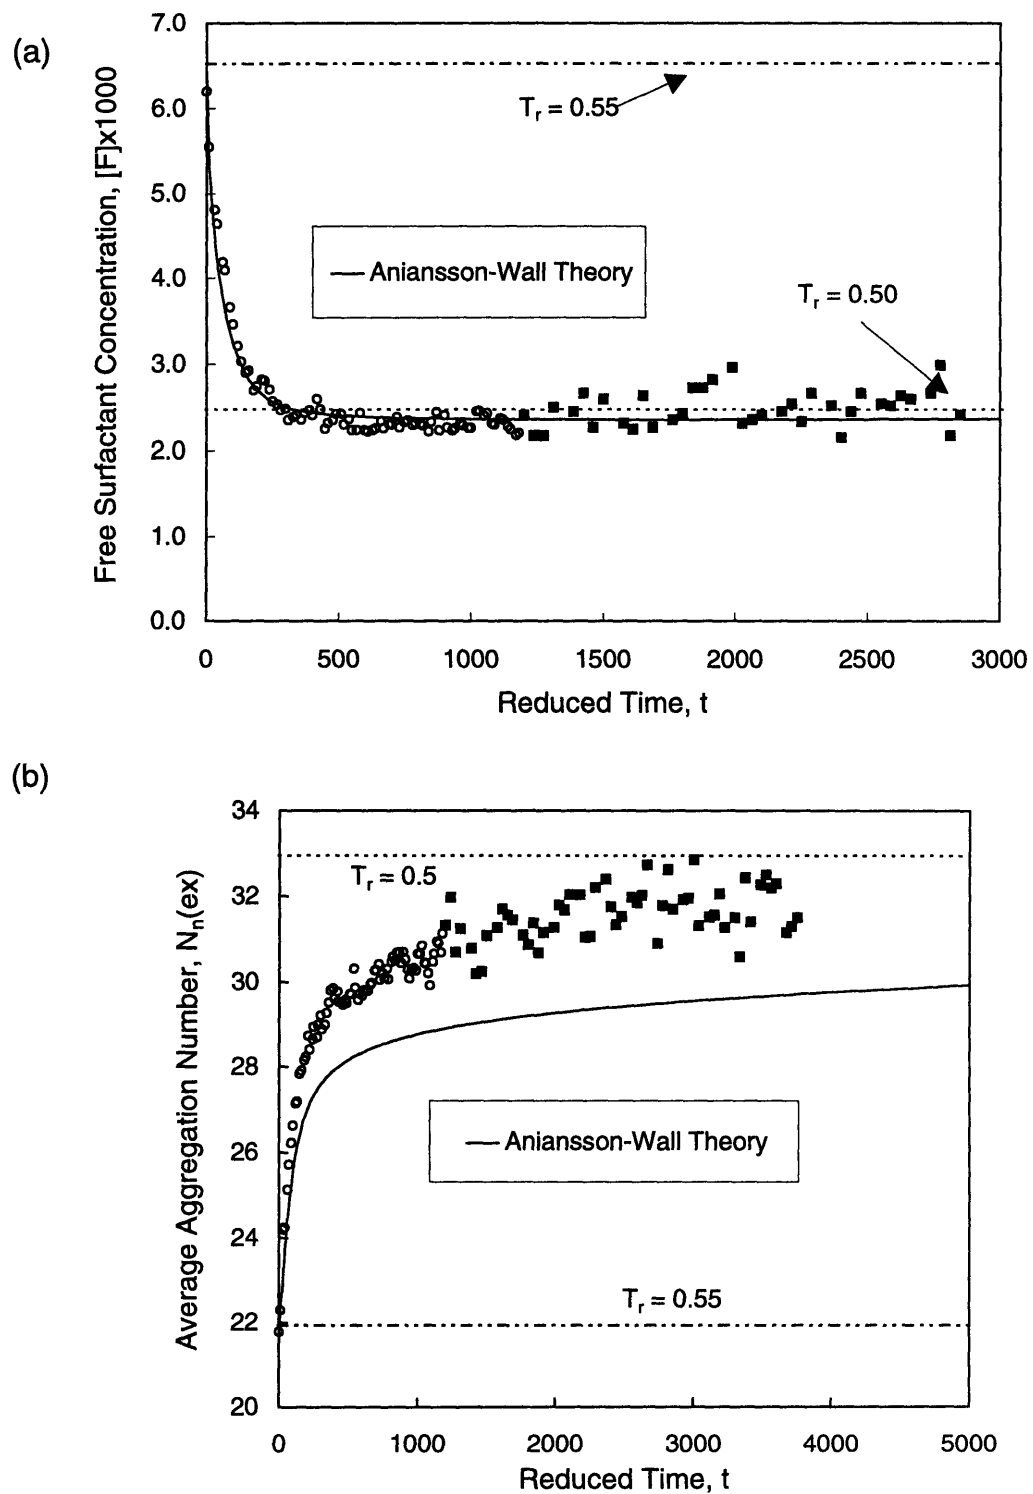 (a)
7.0
6.0
5.0
4.0
3.0
2.0
1.0
0.0
Free Surfactant Concentration, [F]x1000
Tr = 0.55
Aniansson-Wall Theory
Tr = 0.50
0 500 1000 1500 2000 2500 3000
Reduced Time, t
(b)
34
32
30
28
26
24
22
20
Average Aggregation Number, Nn(ex)
Tr = 0.5
Aniansson-Wall Theory
Tr = 0.55
0 1000 2000 3000 4000 5000
Reduced Time, t